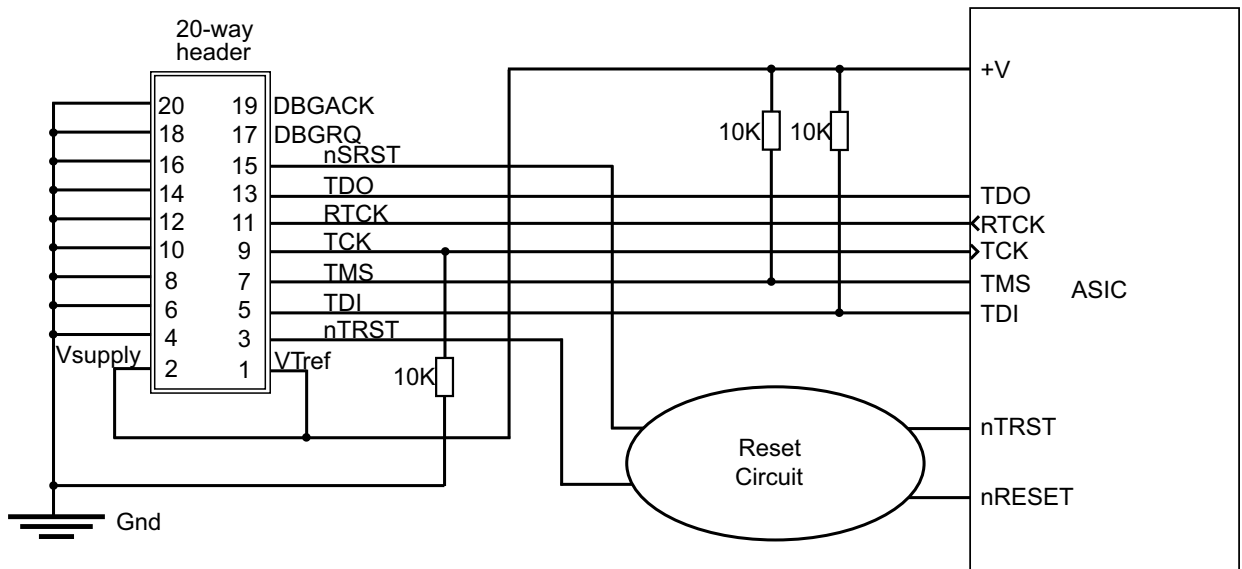 20-way
header
20 19 DBGACK
18 17 DBGRQ
16 15 nSRST
14 13 TDO
12 11 RTCK
10 9 TCK
8 7 TMS
6 5 TDI
4 3 nTRST
Vsupply 2 1 VTref
10K
Gnd
10K 10K
+V
TDO
RTCK
TCK
TMS
TDI
ASIC
Reset
Circuit
nTRST
nRESET